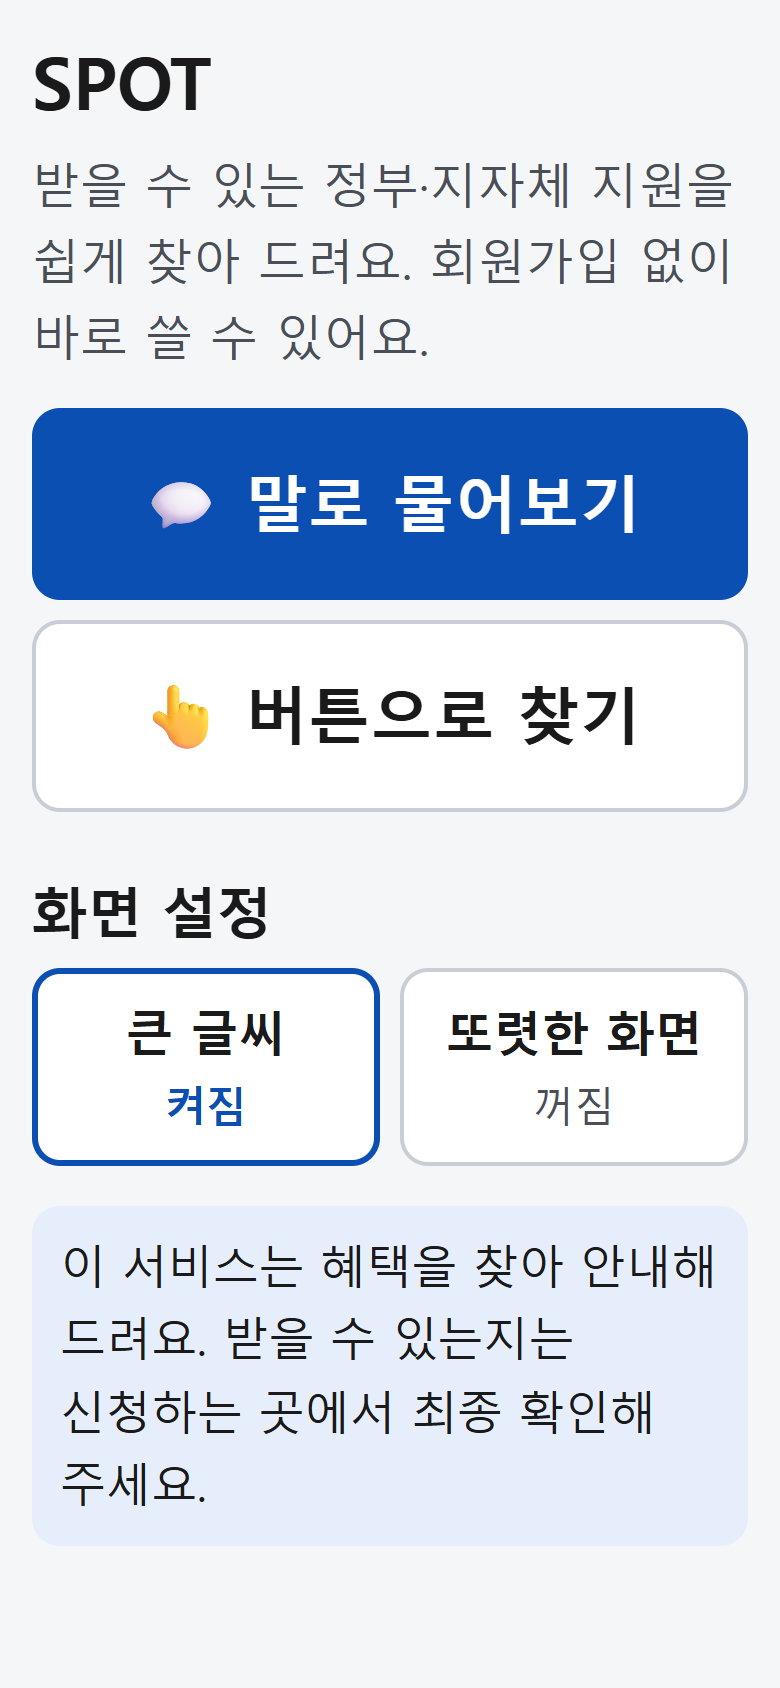 SPOT
받을 수 있는 정부·지자체 지원을
쉽게 찾아 드려요. 회원가입 없이
바로 쓸 수 있어요.
말로 물어보기
버튼으로 찾기
화면 설정
큰 글씨
켜짐
또렷한 화면
꺼짐
이 서비스는 혜택을 찾아 안내해
드려요. 받을 수 있는지는
신청하는 곳에서 최종 확인해
주세요.